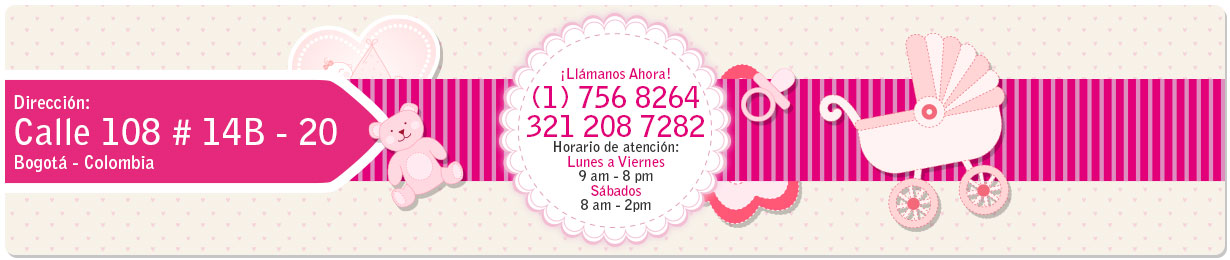 Dirección:
Calle 108 # 14B - 20
Bogotá - Colombia
¡Llámanos Ahora!
(1) 756 8264
321 208 7282
Horario de atención:
Lunes a Viernes
9 am - 8 pm
Sábados
8 am - 2pm